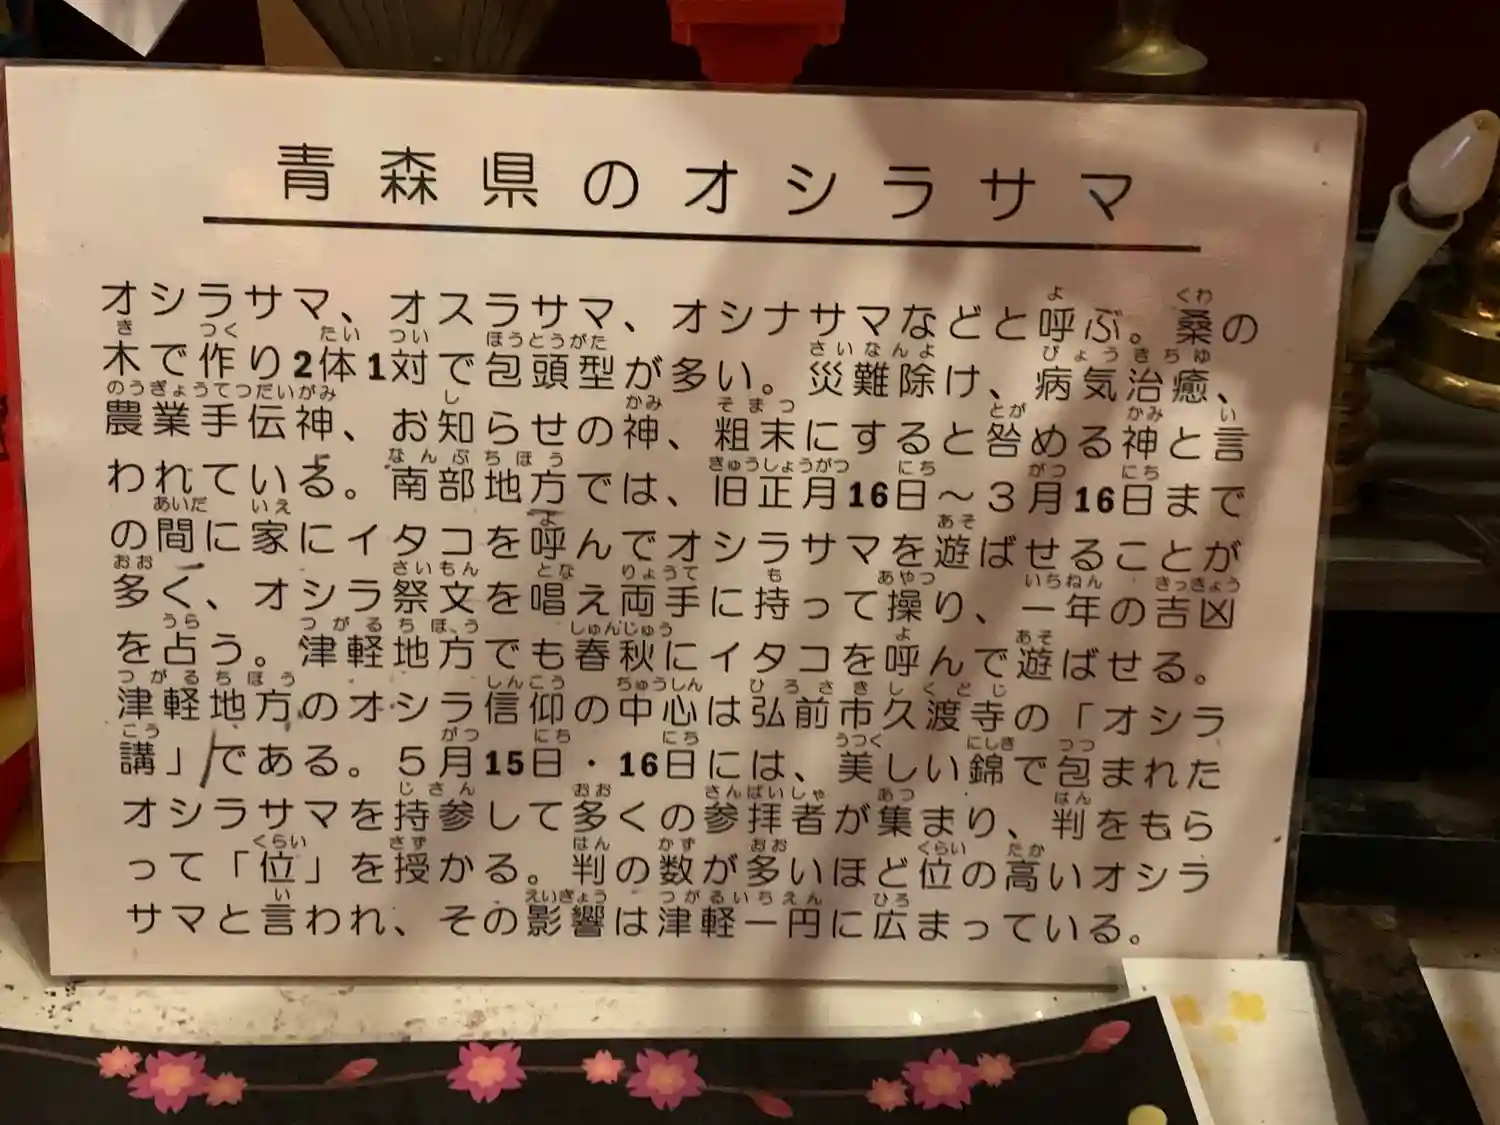 青森県のオシラサマ
オシラサマ、オスラサマ、オシナサマなどと呼ぶ。桑の
木で作り2体1対で包頭型が多い。災難除け、病気治癒、
農業手伝神、お知らせの神、粗末にすると咎める神と言
われている。南部地方では、旧正月16日～３月16日まで
の間に家にイタコを呼んでオシラサマを遊ばせることが
多く、オシラ祭文を唱え両手に持って操り、一年の吉凶
を占う。津軽地方でも春秋にイタコを呼んで遊ばせる。
津軽地方のオシラ信仰の中心は弘前市久渡寺の「オシラ
講」である。５月15日・16日には、美しい錦で包まれた
オシラサマを持参して多くの参拝者が集まり、判をもら
って「位」を授かる。判の数が多いほど位の高いオシラ
サマと言われ、その影響は津軽一円に広まっている。